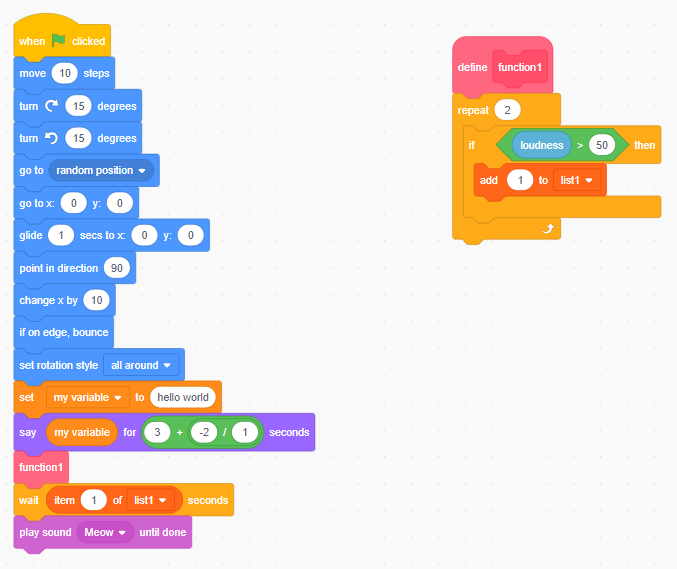 when clicked
move 10 steps
turn 15 degrees
turn 15 degrees
go to random position
go to x: 0 y: 0
glide 1 secs to x: 0 y: 0
point in direction 90
change x by 10
if on edge, bounce
set rotation style all around
set my variable to hello world
say my variable for 3 + -2 / 1 seconds
function1
wait item 1 of list1 seconds
play sound Meow until done
define function1
repeat 2
if loudness > 50 then
add 1 to list1